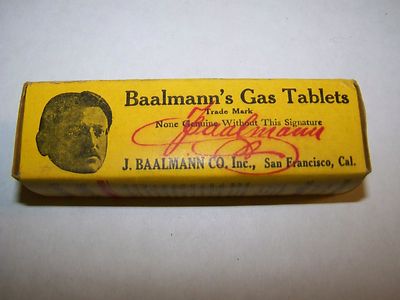 Baalmann's Gas Tablets
Trade Mark
None Genuine Without This Signature
J Baalmann
J. BAALMANN CO. Inc., San Francisco, Cal.